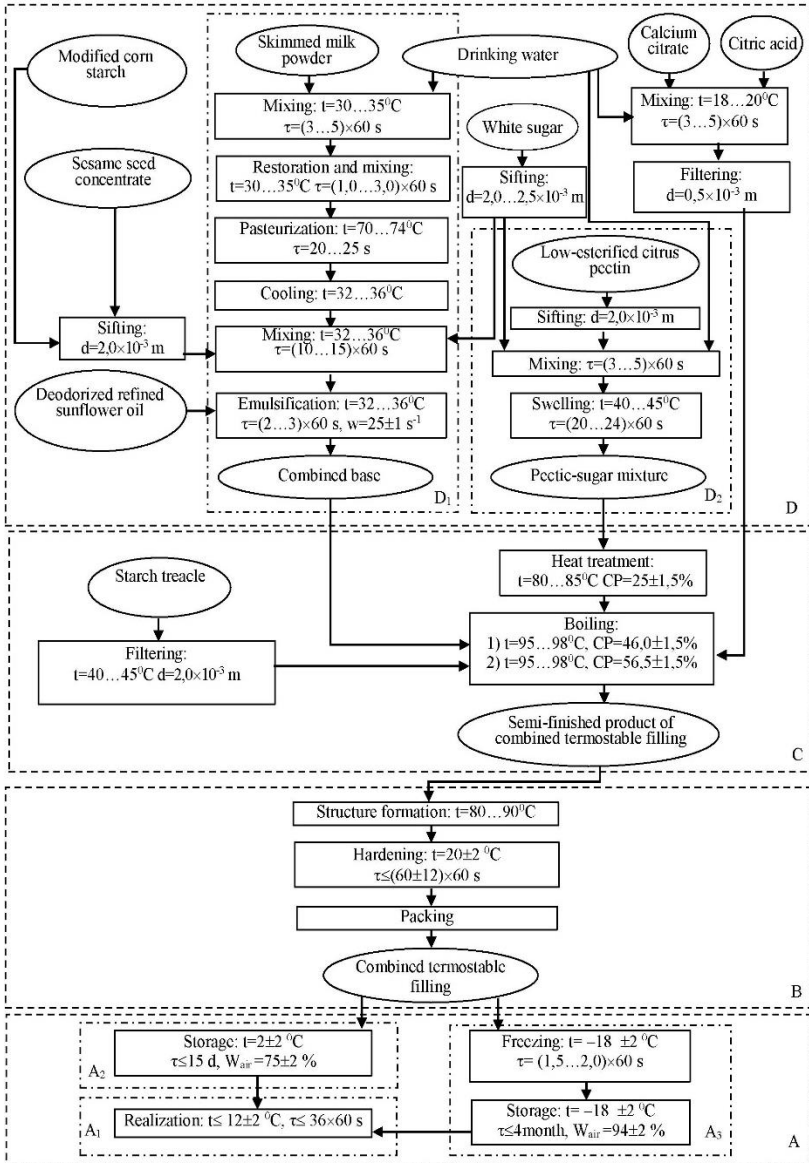 Modified corn
starch
Sesame seed
concentrate
Sifting:
d=2,0×10⁻³ m
Deodorized refined
sunflower oil
Skimmed milk
powder
Mixing: t=30…35⁰C
τ=(3…5)×60 s
Restoration and mixing:
t=30…35⁰C τ=(1,0…3,0)×60 s
Pasteurization: t=70…74⁰C
τ=20…25 s
Cooling: t=32…36⁰C
Mixing: t=32…36⁰C
τ=(10…15)×60 s
Emulsification: t=32…36⁰C
τ=(2…3)×60 s, w=25±1 s⁻¹
Combined base
D₁
Drinking water
White sugar
Sifting:
d=2,0…2,5×10⁻³ m
Calcium
citrate
Citric acid
Mixing: t=18…20⁰C
τ=(3…5)×60 s
Filtering:
d=0,5×10⁻³ m
Low-esterified citrus
pectin
Sifting: d=2,0×10⁻³ m
Mixing: τ=(3…5)×60 s
Swelling: t=40…45⁰C
τ=(20…24)×60 s
Pectic-sugar mixture
D₂
D
Starch treacle
Filtering:
t=40…45⁰C d=2,0×10⁻³ m
Heat treatment:
t=80…85⁰C CP=25±1,5%
Boiling:
1) t=95…98⁰C, CP=46,0±1,5%
2) t=95…98⁰C, CP=56,5±1,5%
Semi-finished product of
combined termostable filling
C
Structure formation: t=80…90⁰C
Hardening: t=20±2 ⁰C
τ≤(60±12)×60 s
Packing
Combined termostable
filling
B
Storage: t=2±2 ⁰C
τ≤15 d, Wair =75±2 %
A₂
Realization: t≤ 12±2 ⁰C, τ≤ 36×60 s
A₁
Freezing: t= –18 ±2 ⁰C
τ= (1,5…2,0)×60 s
Storage: t= –18 ±2 ⁰C
τ≤4month, Wair =94±2 %
A₃
A